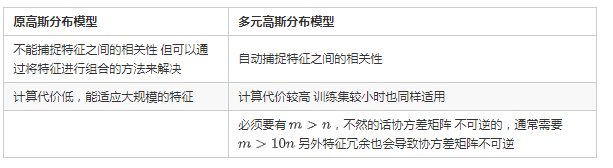 原高斯分布模型
多元高斯分布模型
不能捕捉特征之间的相关性 但可以通
过将特征进行组合的方法来解决
自动捕捉特征之间的相关性
计算代价低，能适应大规模的特征
计算代价较高 训练集较小时也同样适用
必须要有 m > n，不然的话协方差矩阵 不可逆的，通常需要
m > 10n 另外特征冗余也会导致协方差矩阵不可逆